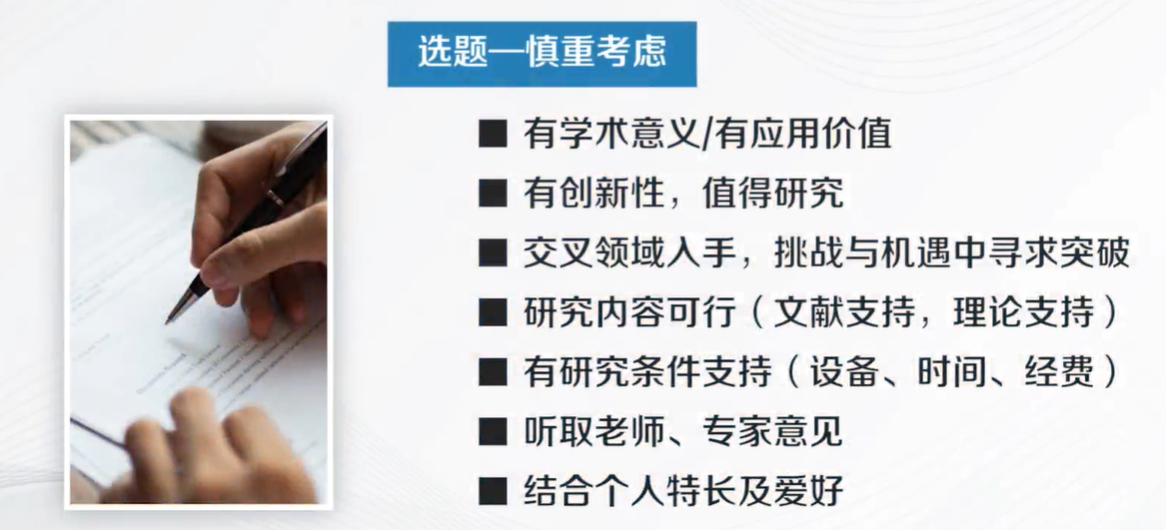 选题—慎重考虑
有学术意义/有应用价值
有创新性，值得研究
交叉领域入手，挑战与机遇中寻求突破
研究内容可行（文献支持，理论支持）
有研究条件支持（设备、时间、经费）
听取老师、专家意见
结合个人特长及爱好